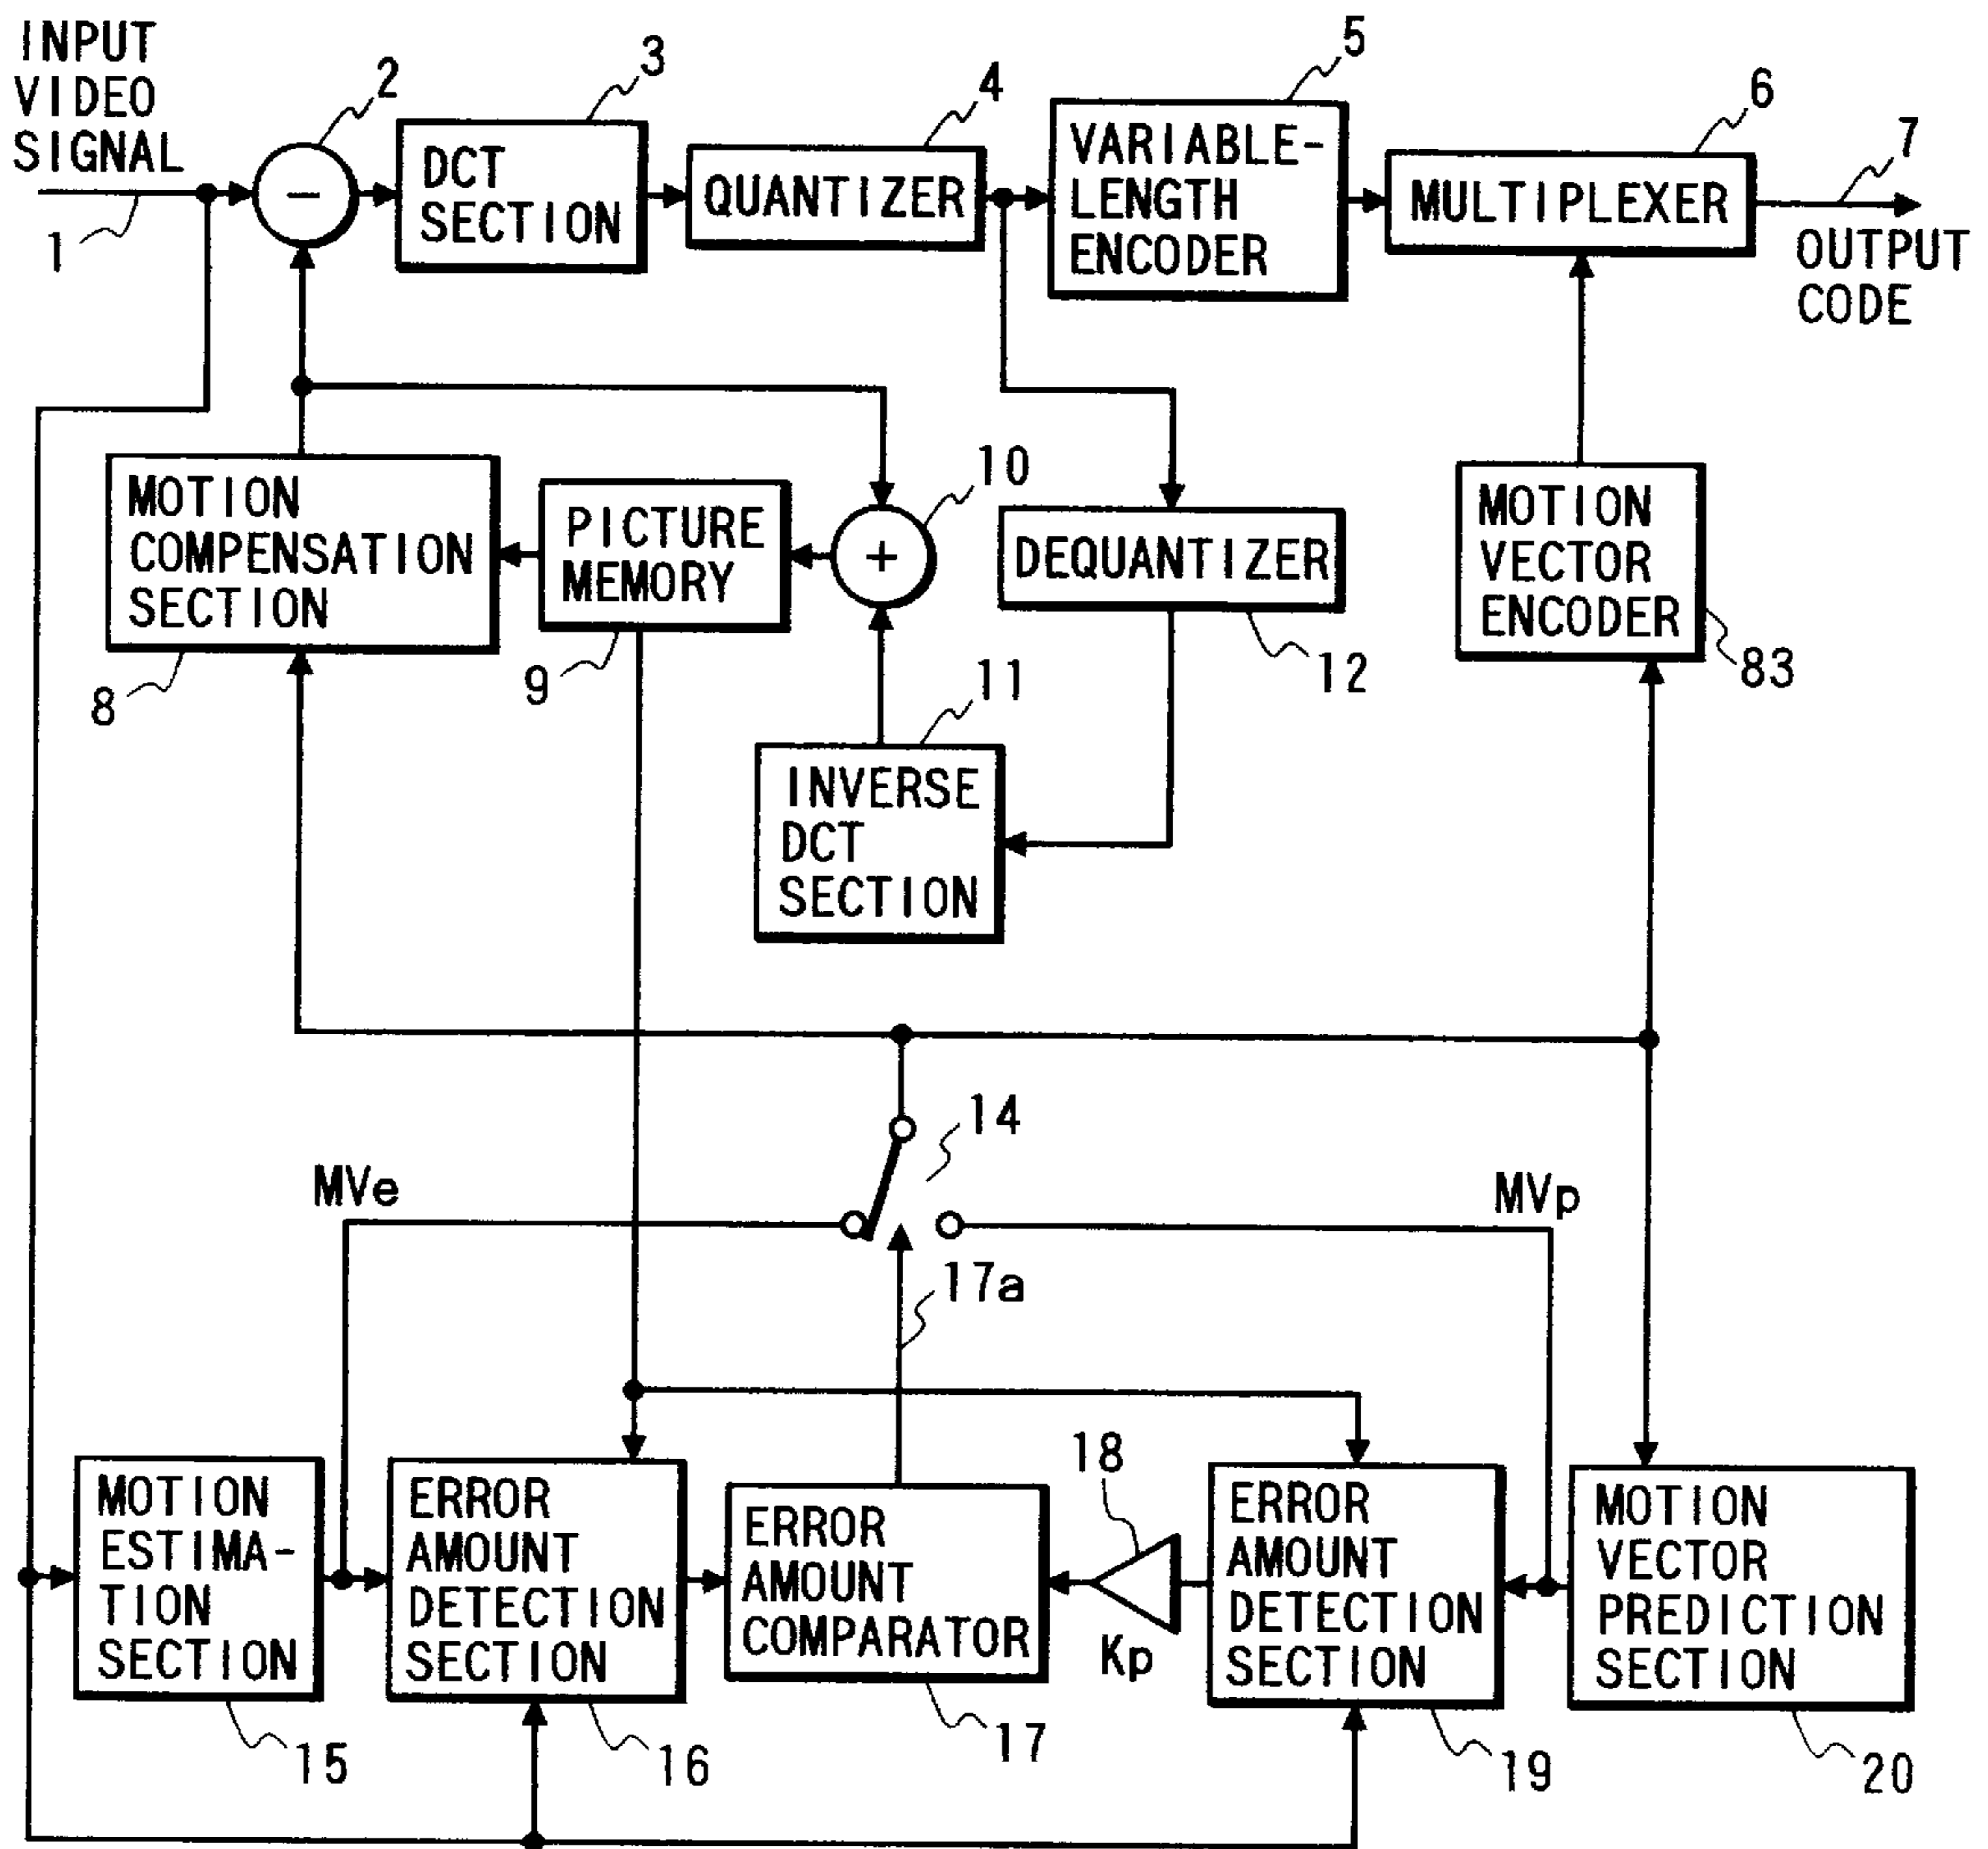 INPUT
VIDEO
SIGNAL
1
2
3
4
5
6
7
−
DCT
SECTION
QUANTIZER
VARIABLE-
LENGTH
ENCODER
MULTIPLEXER
OUTPUT
CODE
MOTION
COMPENSATION
SECTION
8
PICTURE
MEMORY
9
10
+
DEQUANTIZER
12
MOTION
VECTOR
ENCODER
83
11
INVERSE
DCT
SECTION
14
MVe
MVp
17a
MOTION
ESTIMA-
TION
SECTION
15
ERROR
AMOUNT
DETECTION
SECTION
16
ERROR
AMOUNT
COMPARATOR
17
18
Kp
ERROR
AMOUNT
DETECTION
SECTION
19
MOTION
VECTOR
PREDICTION
SECTION
20